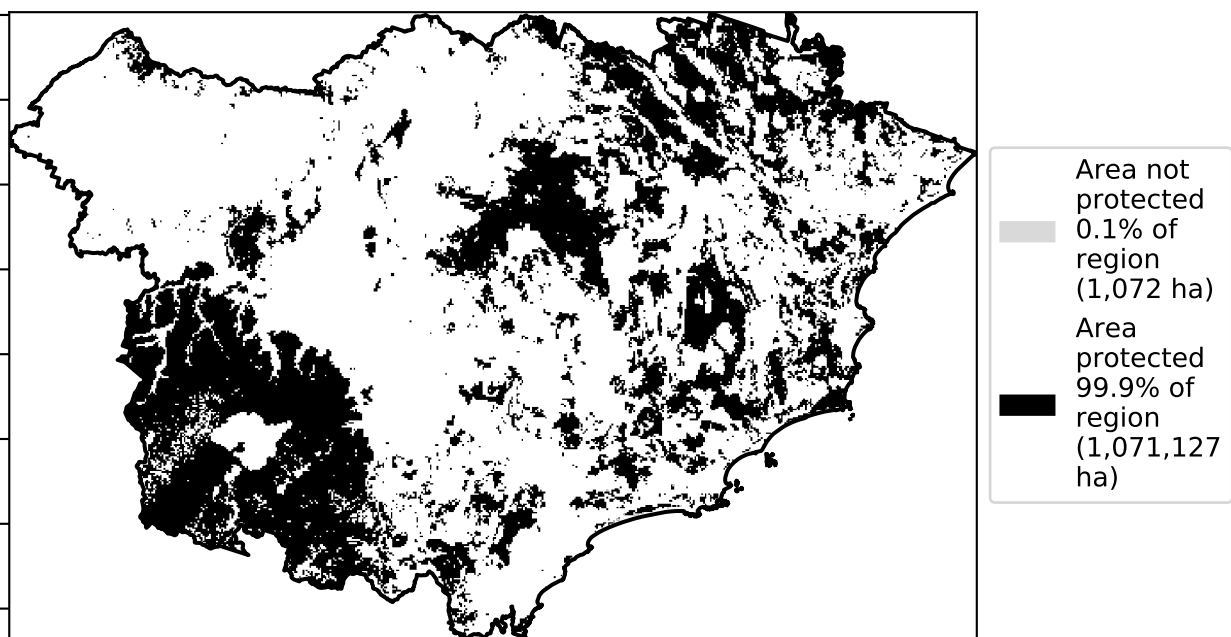 Area not
protected
0.1% of
region
(1,072 ha)
Area
protected
99.9% of
region
(1,071,127
ha)